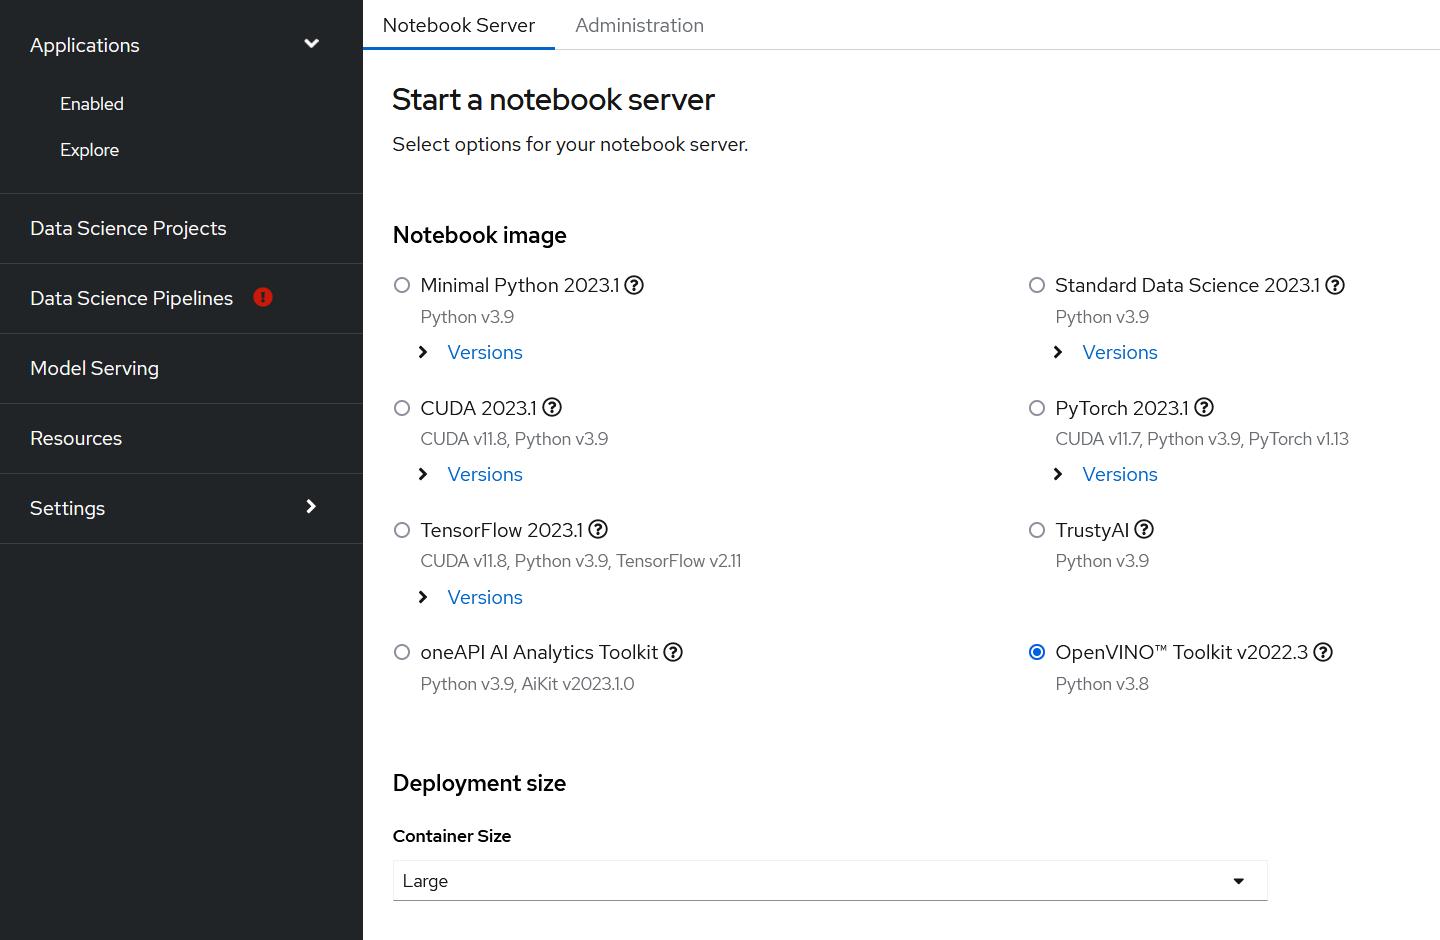 Applications
Enabled
Explore
Data Science Projects
Data Science Pipelines
Model Serving
Resources
Settings
Notebook Server
Administration
Start a notebook server
Select options for your notebook server.
Notebook image
Minimal Python 2023.1
Python v3.9
Versions
Standard Data Science 2023.1
Python v3.9
Versions
CUDA 2023.1
CUDA v11.8, Python v3.9
Versions
PyTorch 2023.1
CUDA v11.7, Python v3.9, PyTorch v1.13
Versions
TensorFlow 2023.1
CUDA v11.8, Python v3.9, TensorFlow v2.11
Versions
TrustyAI
Python v3.9
oneAPI AI Analytics Toolkit
Python v3.9, AiKit v2023.1.0
OpenVINO™ Toolkit v2022.3
Python v3.8
Deployment size
Container Size
Large